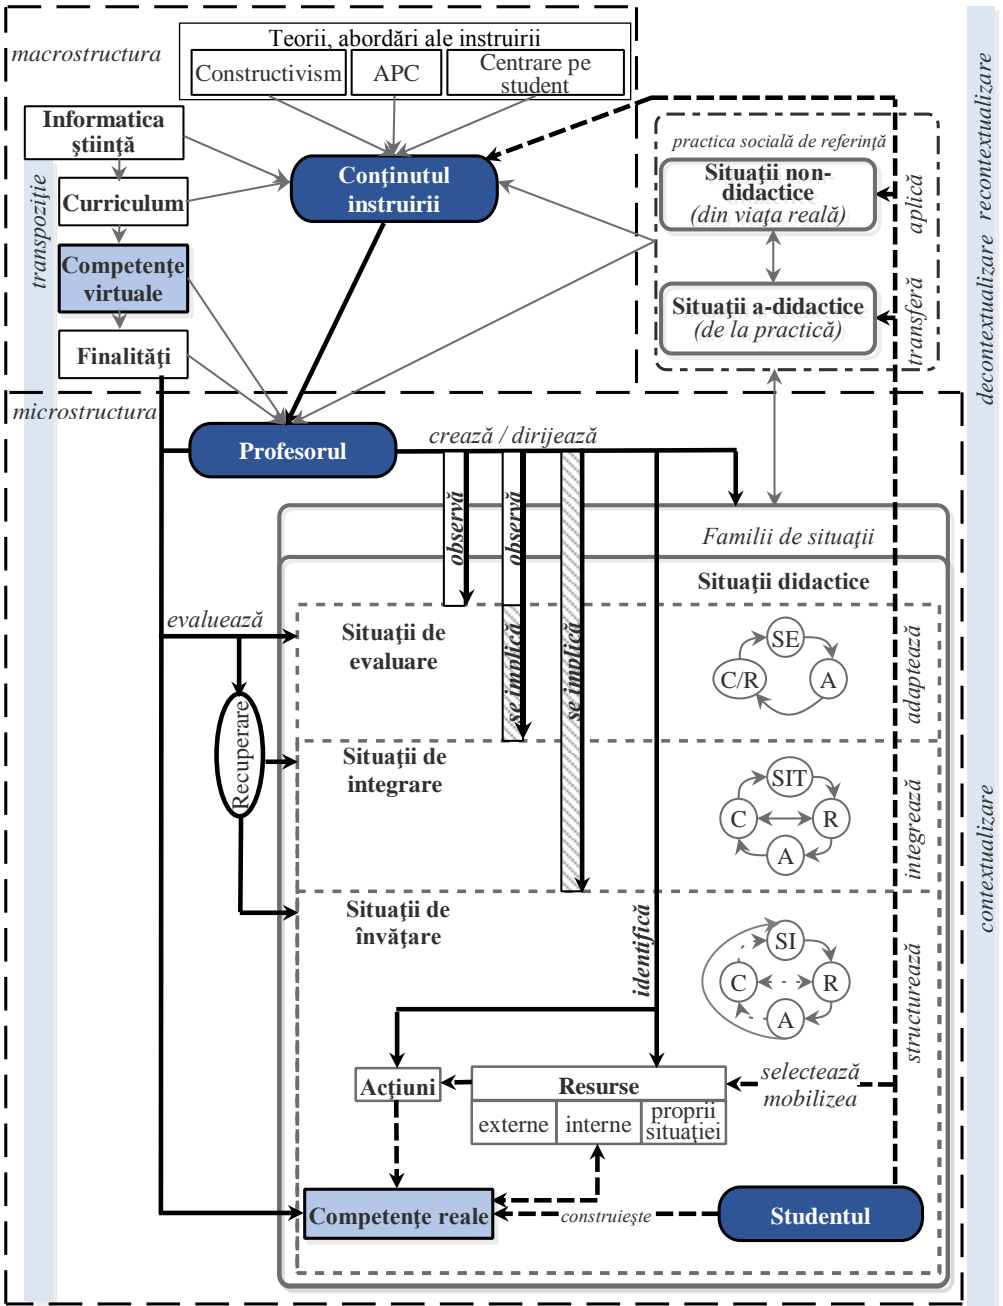 macrostructura
Teorii, abordări ale instruirii
Constructivism
APC
Centrare pe
student
Informatica
ştiinţă
Curriculum
Competenţe
virtuale
Finalităţi
transpoziţie
Conţinutul
instruirii
practica socială de referinţă
Situaţii non-
didactice
(din viaţa reală)
Situaţii a-didactice
(de la practică)
aplică
transferă
decontextualizare recontextualizare
microstructura
Profesorul
crează / dirijează
observă
observă
se implică
se implică
identifică
Familii de situaţii
Situaţii didactice
evaluează
Recuperare
Situaţii de
evaluare
SE
C/R
A
adaptează
Situaţii de
integrare
SIT
C
R
A
integrează
contextualizare
Situaţii de
învăţare
SI
C
R
A
structurează
Acţiuni
Resurse
externe
interne
proprii
situaţiei
selectează
mobilizea
Competenţe reale
construieşte
Studentul